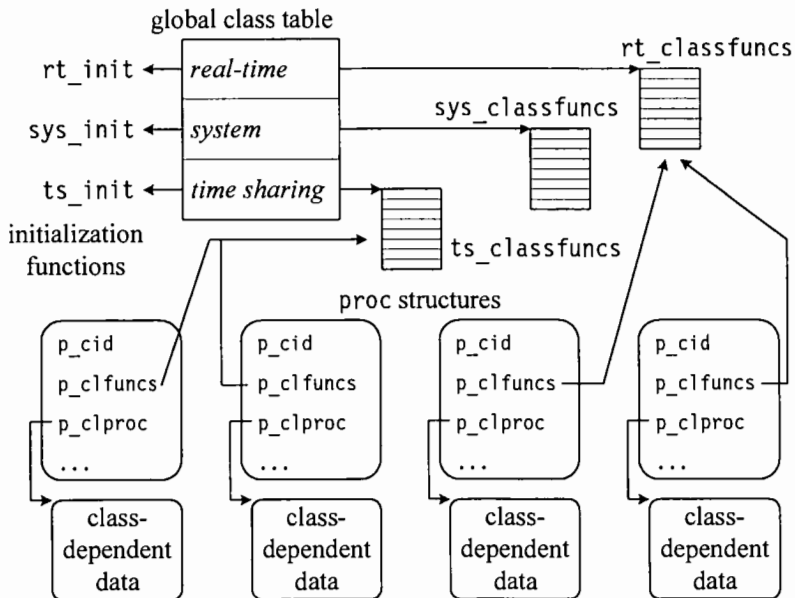 global class table
rt_classfuncs
rt_init
real-time
sys_classfuncs
sys_init
system
ts_init
time sharing
initialization
functions
ts_classfuncs
proc structures
p_cid
p_clfuncs
p_clproc
...
p_cid
p_clfuncs
p_clproc
...
p_cid
p_clfuncs
p_clproc
...
p_cid
p_clfuncs
p_clproc
...
class-
dependent
data
class-
dependent
data
class-
dependent
data
class-
dependent
data